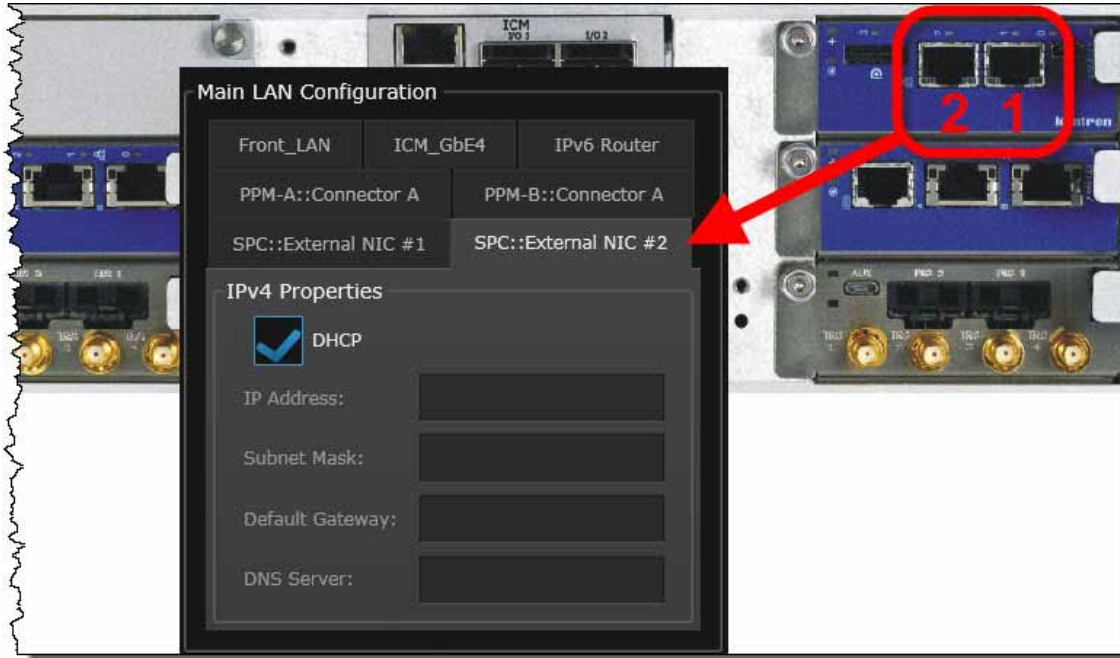 ICM
I/O 1 I/O 2
Main LAN Configuration
Front_LAN ICM_GbE4 IPv6 Router
PPM-A::Connector A PPM-B::Connector A
SPC::External NIC #1 SPC::External NIC #2
IPv4 Properties
DHCP
IP Address:
Subnet Mask:
Default Gateway:
DNS Server:
2 1
kontron
AUX